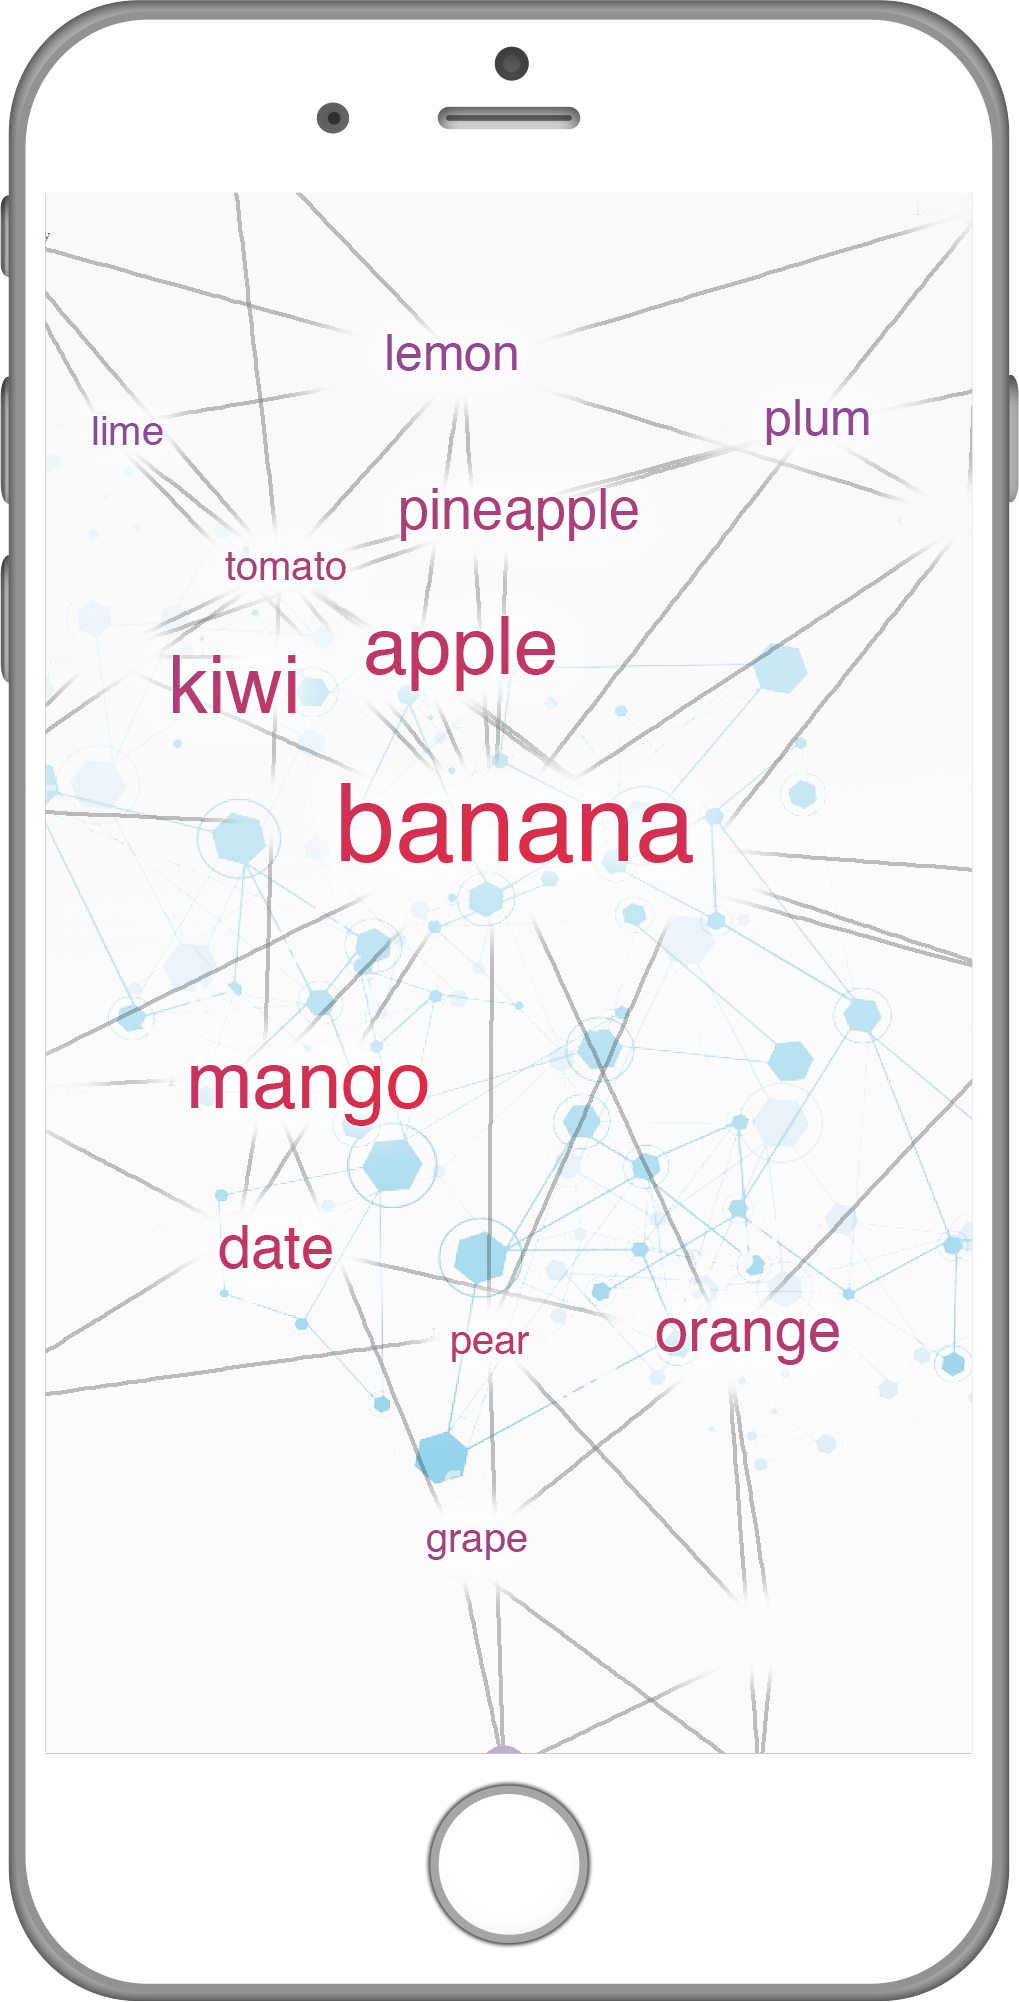 lemon
lime
plum
pineapple
tomato
apple
kiwi
banana
mango
date
orange
pear
grape